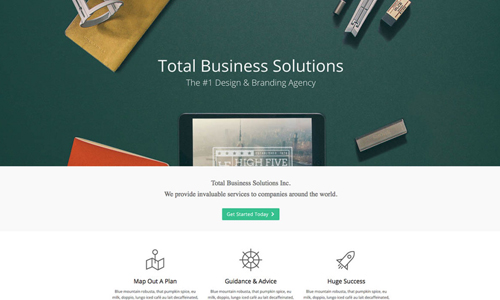 Total Business Solutions
The #1 Design & Branding Agency
HIGH FIVE
Total Business Solutions Inc.
We provide invaluable services to companies around the world.
Get Started Today
Map Out A Plan
Guidance & Advice
Huge Success
Blue mountain robusta, that pumpkin spice, eu
milk, doppio, lungo iced café au lait decaffeinated,
Blue mountain robusta, that pumpkin spice, eu
milk, doppio, lungo iced café au lait decaffeinated,
Blue mountain robusta, that pumpkin spice, eu
milk, doppio, lungo iced café au lait decaffeinated,